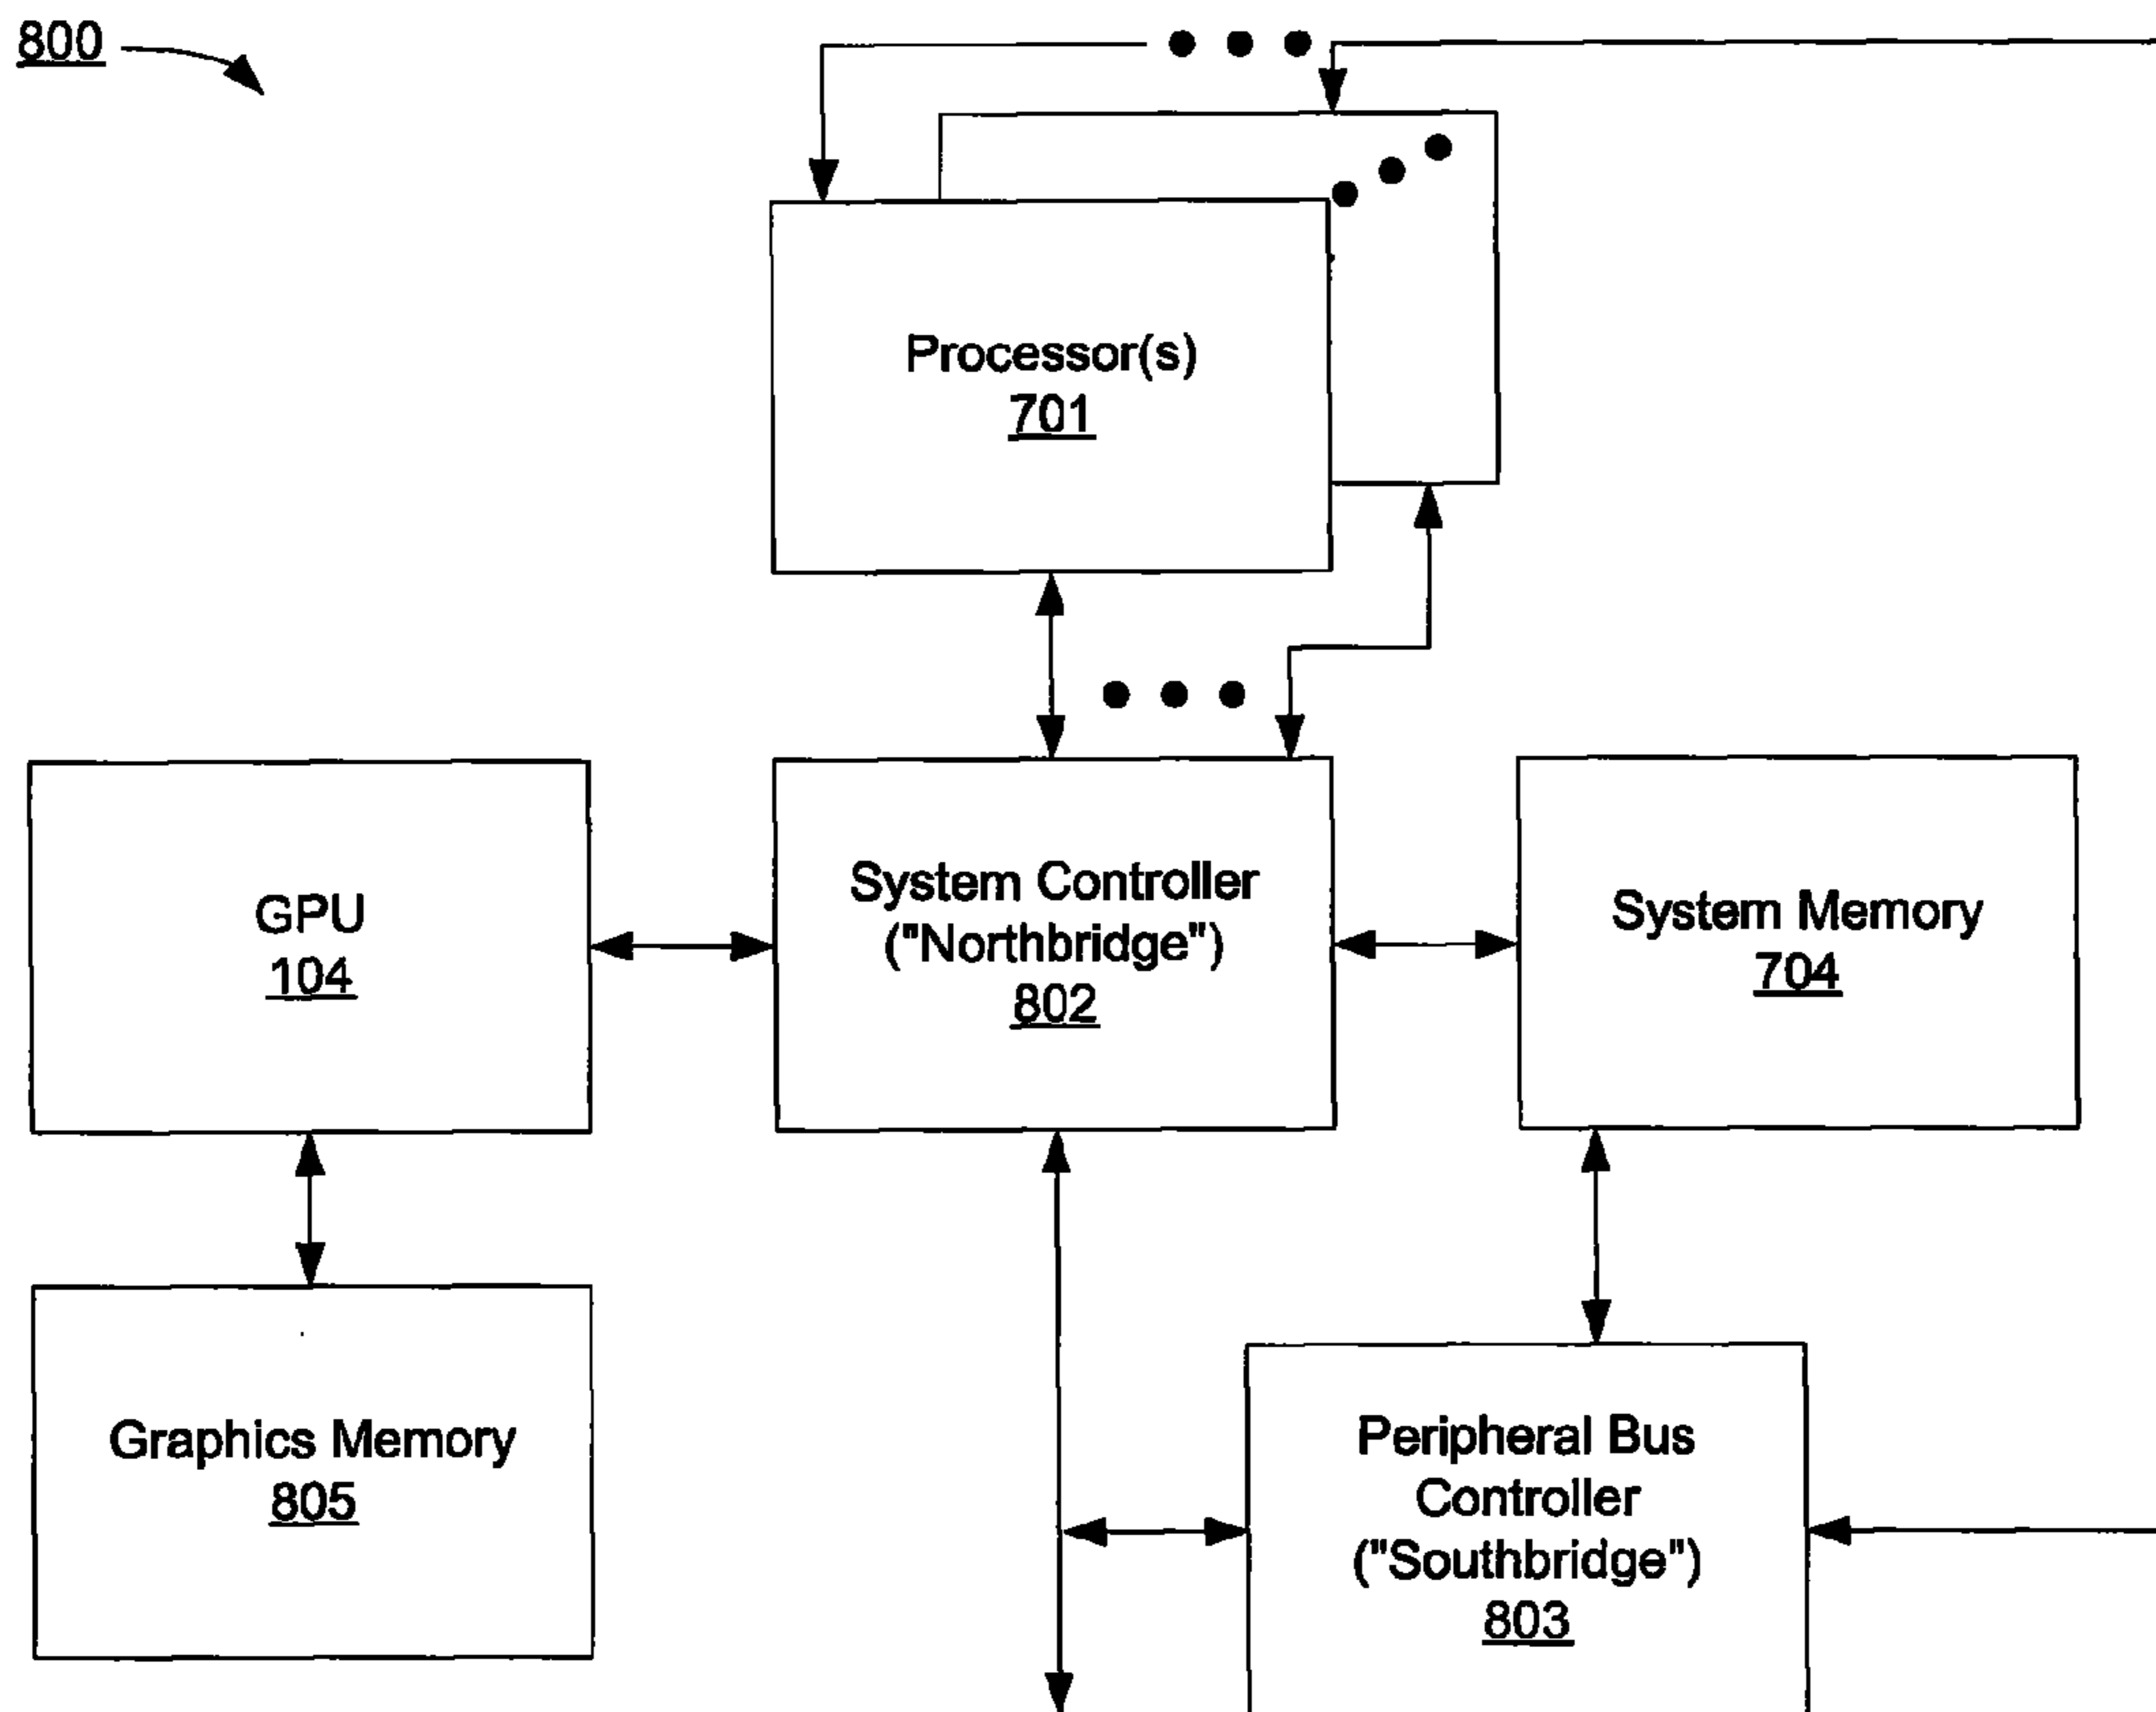 800
Processor(s)
701
GPU
104
System Controller
("Northbridge")
802
System Memory
704
Graphics Memory
805
Peripheral Bus
Controller
("Southbridge")
803